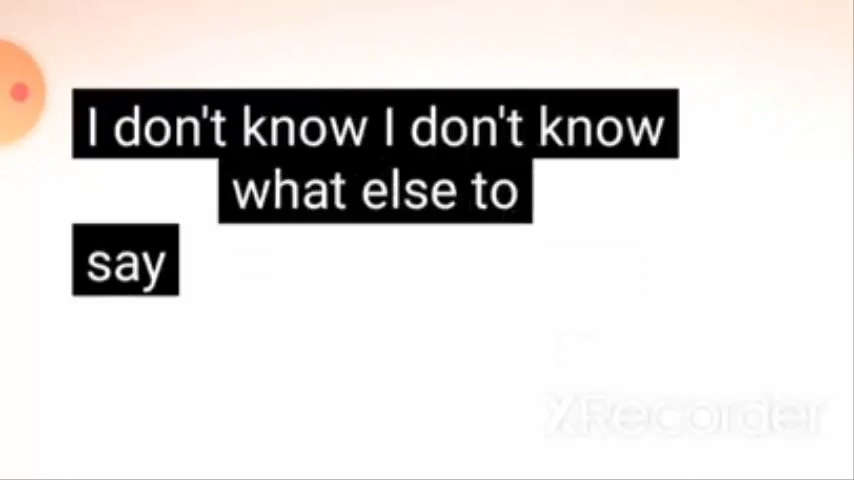 I don't know I don't know
what else to
say
XRecorder